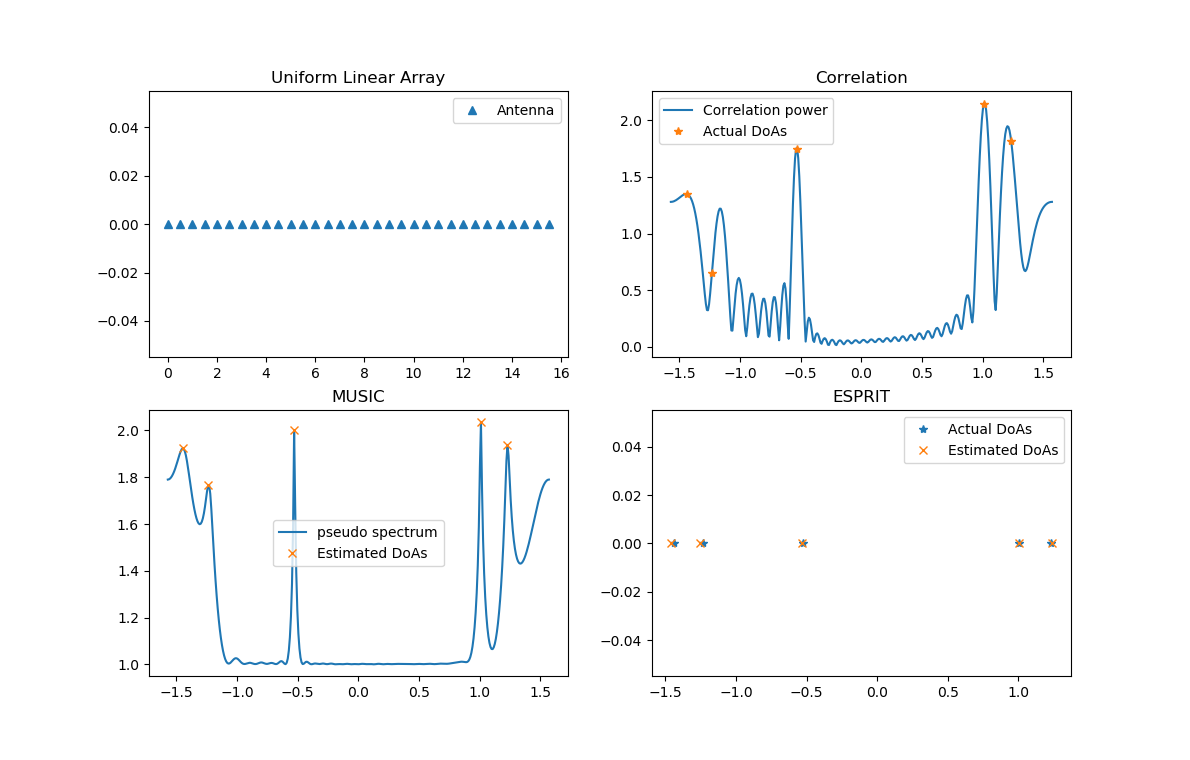 Uniform Linear Array
Antenna
0.04
0.02
0.00
−0.02
−0.04
0 2 4 6 8 10 12 14 16
Correlation
Correlation power
Actual DoAs
2.0
1.5
1.0
0.5
0.0
−1.5 −1.0 −0.5 0.0 0.5 1.0 1.5
MUSIC
pseudo spectrum
Estimated DoAs
2.0
1.8
1.6
1.4
1.2
1.0
−1.5 −1.0 −0.5 0.0 0.5 1.0 1.5
ESPRIT
Actual DoAs
Estimated DoAs
0.04
0.02
0.00
−0.02
−0.04
−1.5 −1.0 −0.5 0.0 0.5 1.0